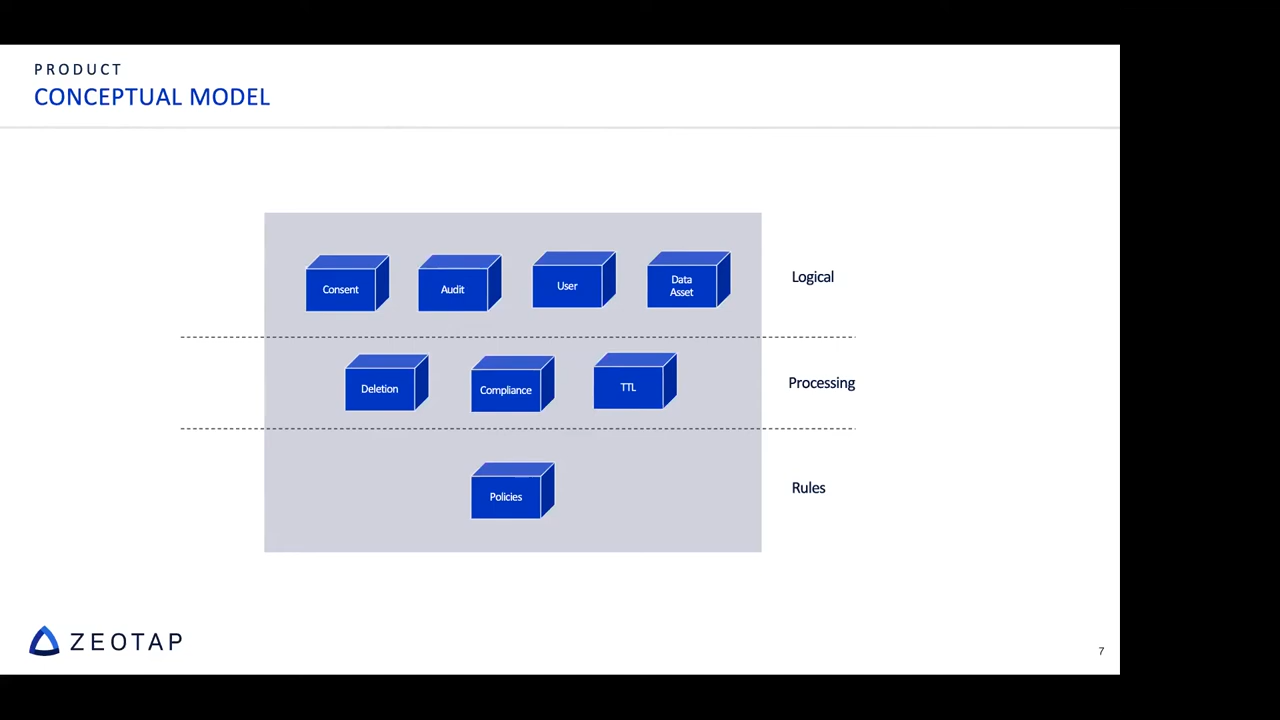 PRODUCT
CONCEPTUAL MODEL
Consent
Audit
User
Data
Asset
Logical
Deletion
Compliance
TTL
Processing
Policies
Rules
ZEOTAP
7